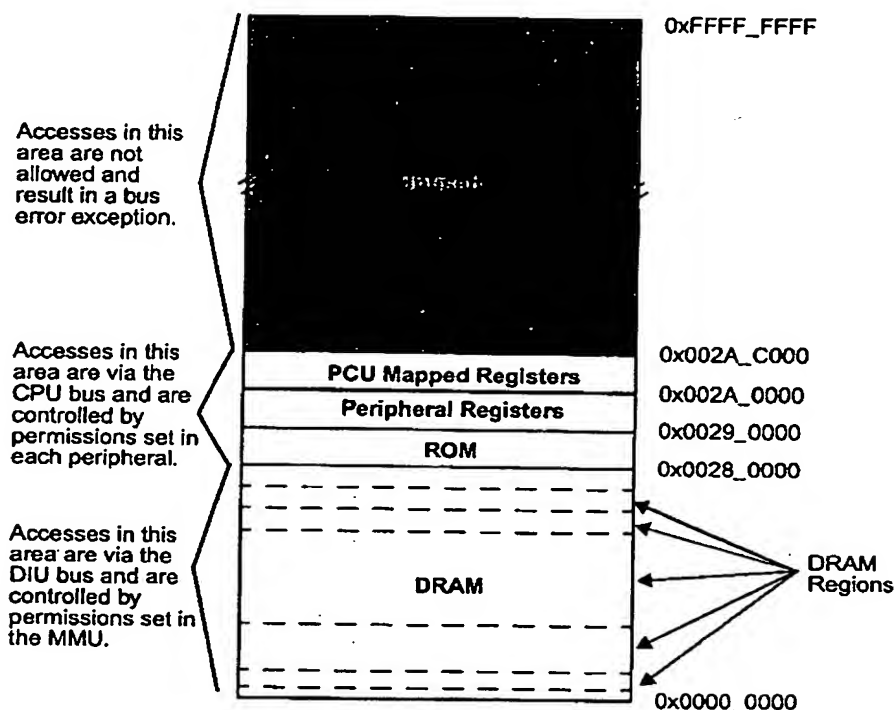 0xFFFF_FFFF
Accesses in this
area are not
allowed and
result in a bus
error exception.
Accesses in this
area are via the
CPU bus and are
controlled by
permissions set in
each peripheral.
PCU Mapped Registers
Peripheral Registers
ROM
0x002A_C000
0x002A_0000
0x0029_0000
0x0028_0000
Accesses in this
area are via the
DIU bus and are
controlled by
permissions set in
the MMU.
DRAM
DRAM
Regions
0x0000_0000